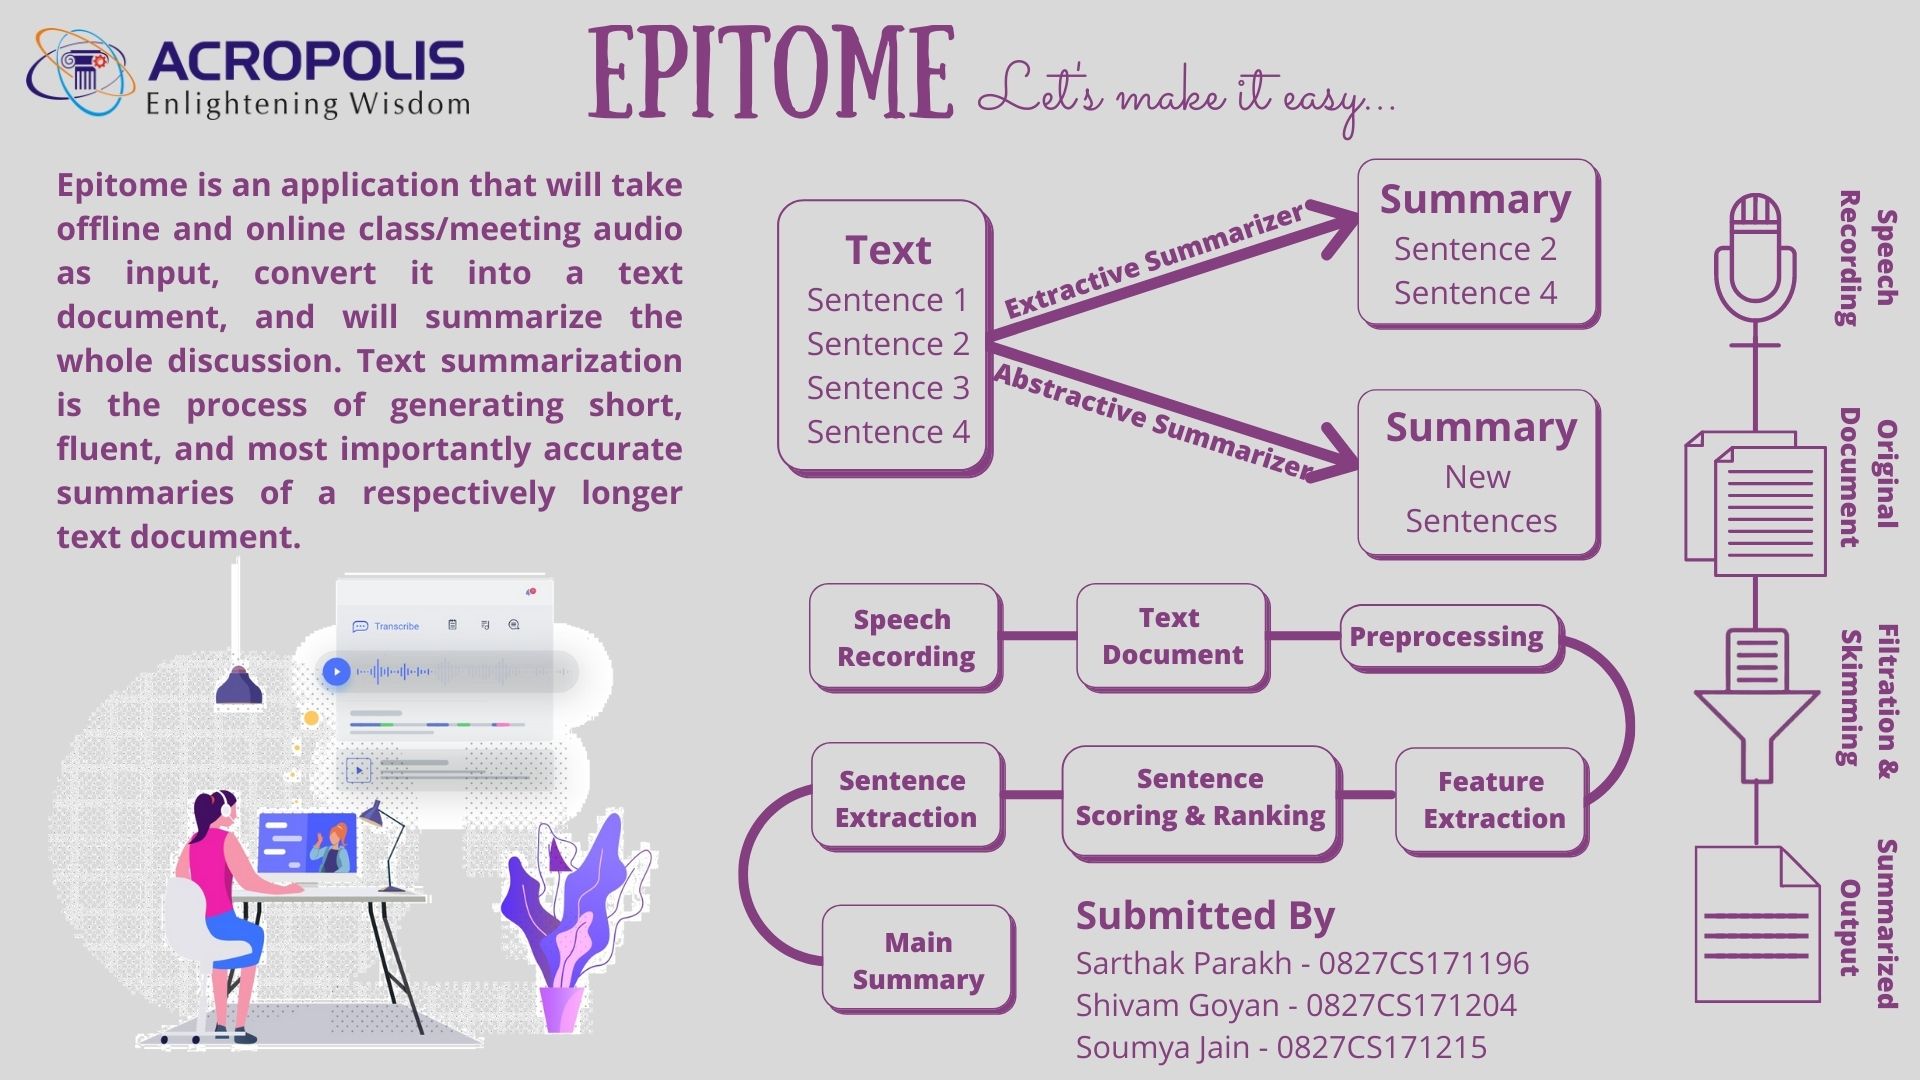 ACROPOLIS
Enlightening Wisdom
EPITOME Let's make it easy...
Epitome is an application that will take
offline and online class/meeting audio
as input, convert it into a text
document, and will summarize the
whole discussion. Text summarization
is the process of generating short,
fluent, and most importantly accurate
summaries of a respectively longer
text document.
Transcribe
Text
Sentence 1
Sentence 2
Sentence 3
Sentence 4
Extractive Summarizer
Abstractive Summarizer
Summary
Sentence 2
Sentence 4
Summary
New
Sentences
Speech
Recording
Text
Document
Preprocessing
Feature
Extraction
Sentence
Scoring & Ranking
Sentence
Extraction
Main
Summary
Submitted By
Sarthak Parakh - 0827CS171196
Shivam Goyan - 0827CS171204
Soumya Jain - 0827CS171215
Speech
Recording
Original
Document
Filtration &
Skimming
Summarized
Output